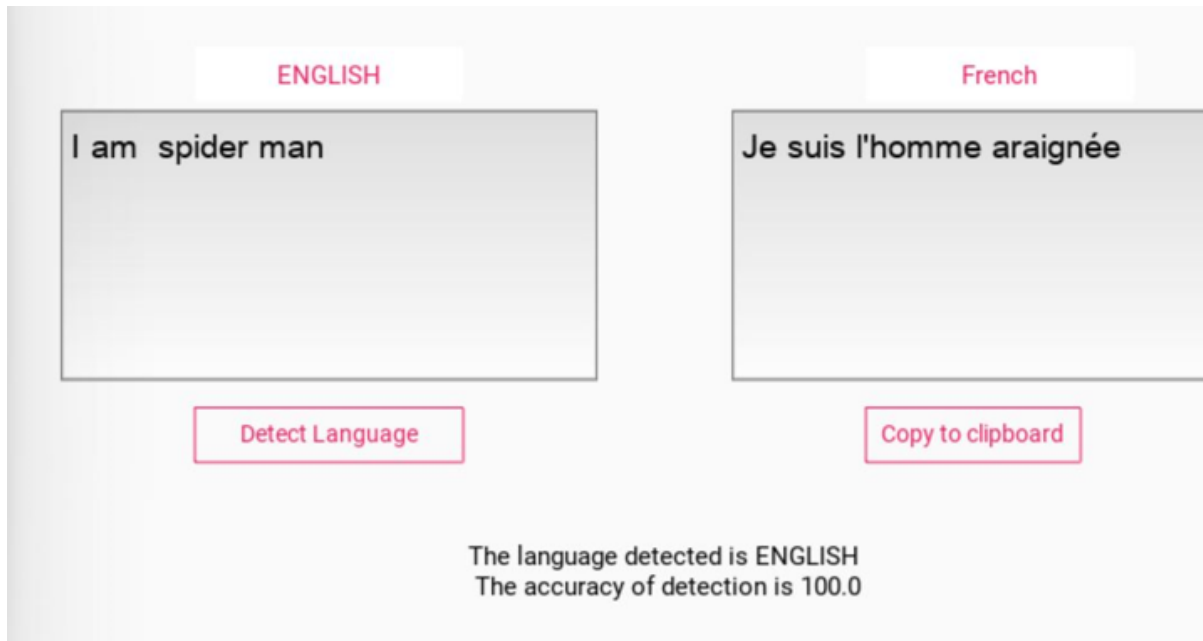 ENGLISH
French
I am  spider man
Je suis l'homme araignée
Detect Language
Copy to clipboard
The language detected is ENGLISH
The accuracy of detection is 100.0